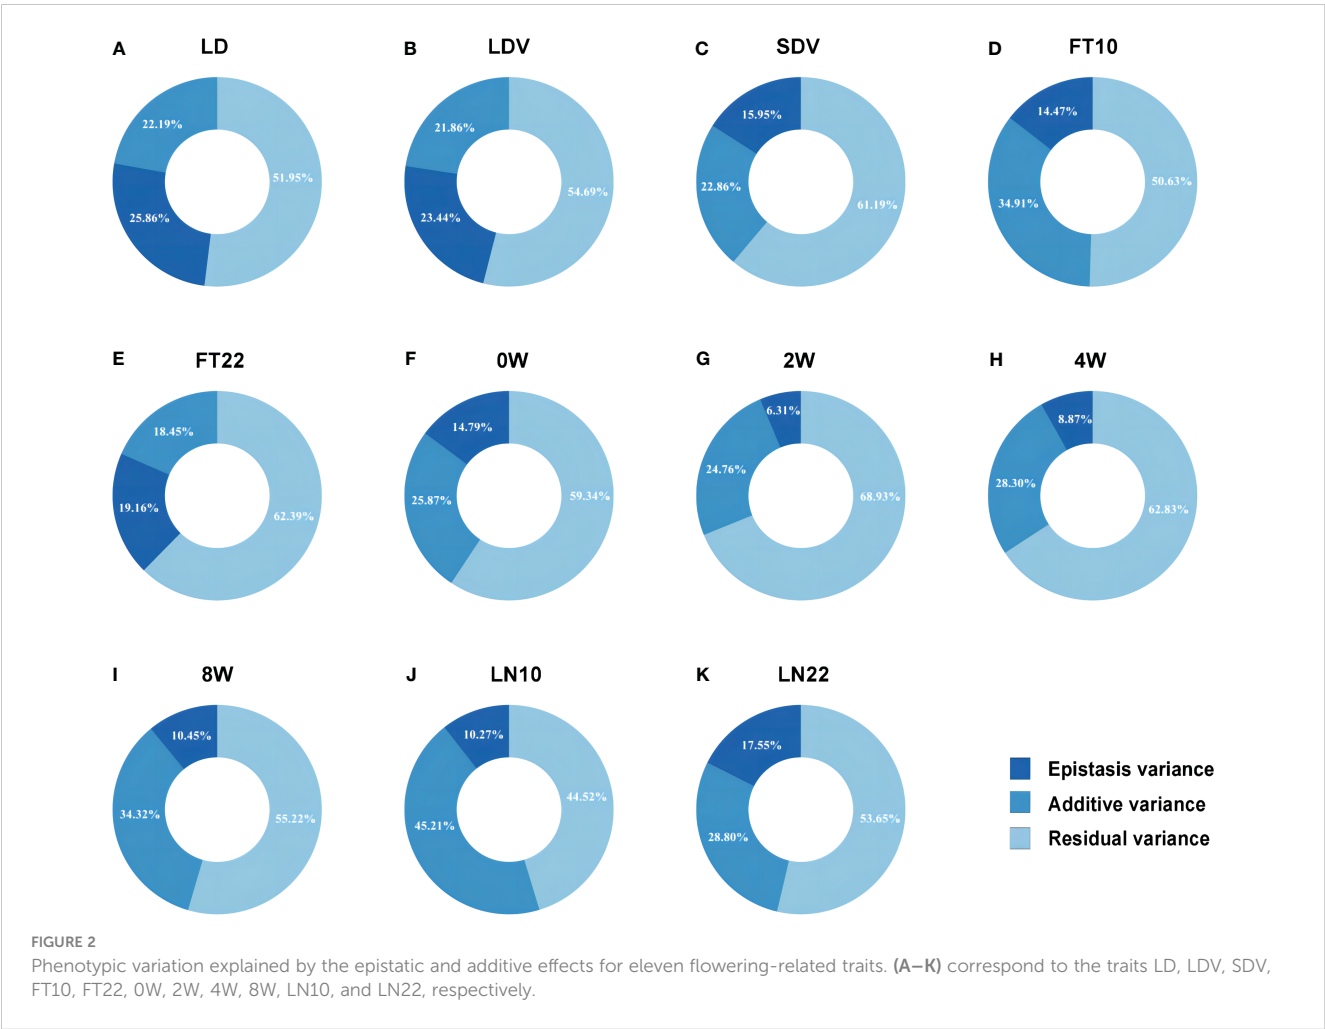 A LD
22.19%
51.95%
25.86%
B LDV
21.86%
54.69%
23.44%
C SDV
15.95%
22.86%
61.19%
D FT10
14.47%
50.63%
34.91%
E FT22
18.45%
19.16%
62.39%
F 0W
14.79%
25.87%
59.34%
G 2W
6.31%
24.76%
68.93%
H 4W
8.87%
28.30%
62.83%
I 8W
10.45%
34.32%
55.22%
J LN10
10.27%
44.52%
45.21%
K LN22
17.55%
53.65%
28.80%
Epistasis variance
Additive variance
Residual variance
FIGURE 2
Phenotypic variation explained by the epistatic and additive effects for eleven flowering-related traits. (A–K) correspond to the traits LD, LDV, SDV,
FT10, FT22, 0W, 2W, 4W, 8W, LN10, and LN22, respectively.